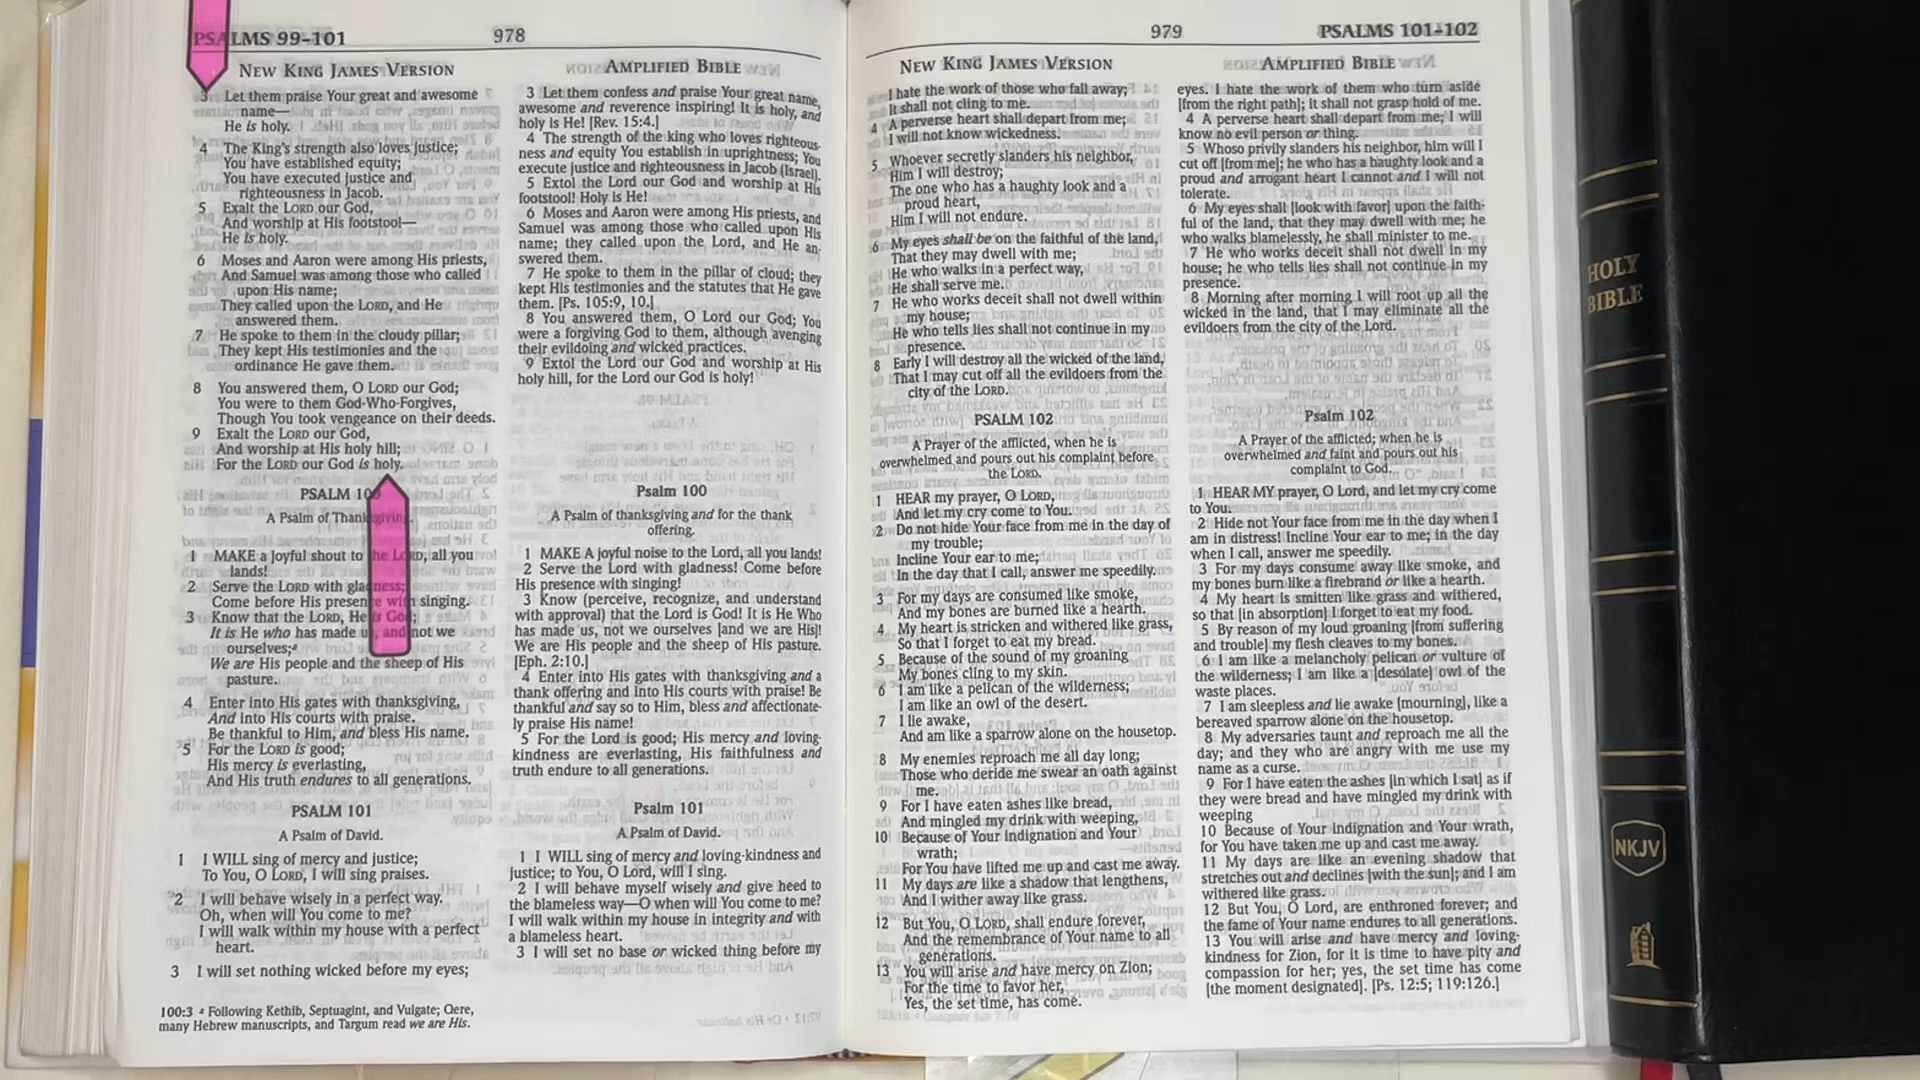 PSALMS 99–101
978
NEW KING JAMES VERSION
3 Let them praise Your great and awesome
name—
He is holy.
4 The King's strength also loves justice;
You have established equity;
You have executed justice and
righteousness in Jacob.
5 Exalt the LORD our God,
And worship at His footstool—
He is holy.
6 Moses and Aaron were among His priests,
And Samuel was among those who called
upon His name;
They called upon the LORD, and He
answered them.
7 He spoke to them in the cloudy pillar;
They kept His testimonies and the
ordinance He gave them.
8 You answered them, O LORD our God;
You were to them God-Who-Forgives,
Though You took vengeance on their deeds.
9 Exalt the LORD our God,
And worship at His holy hill;
For the LORD our God is holy.
PSALM 100
A Psalm of Thanksgiving.
1 MAKE a joyful shout to the LORD, all you
lands!
2 Serve the LORD with gladness;
Come before His presence with singing.
3 Know that the LORD, He is God;
It is He who has made us, and not we
ourselves;a
We are His people and the sheep of His
pasture.
4 Enter into His gates with thanksgiving,
And into His courts with praise.
Be thankful to Him, and bless His name.
5 For the LORD is good;
His mercy is everlasting,
And His truth endures to all generations.
PSALM 101
A Psalm of David.
1 I WILL sing of mercy and justice;
To You, O LORD, I will sing praises.
2 I will behave wisely in a perfect way.
Oh, when will You come to me?
I will walk within my house with a perfect
heart.
3 I will set nothing wicked before my eyes;
100:3 a Following Kethib, Septuagint, and Vulgate; Qere,
many Hebrew manuscripts, and Targum read we are His.
AMPLIFIED BIBLE
3 Let them confess and praise Your great name,
awesome and reverence inspiring! It is holy, and
holy is He! [Rev. 15:4.]
4 The strength of the king who loves righteous-
ness and equity You establish in uprightness; You
execute justice and righteousness in Jacob (Israel).
5 Extol the Lord our God and worship at His
footstool! Holy is He!
6 Moses and Aaron were among His priests, and
Samuel was among those who called upon His
name; they called upon the Lord, and He an-
swered them.
7 He spoke to them in the pillar of cloud; they
kept His testimonies and the statutes that He gave
them. [Ps. 105:9, 10.]
8 You answered them, O Lord our God; You
were a forgiving God to them, although avenging
their evildoing and wicked practices.
9 Extol the Lord our God and worship at His
holy hill, for the Lord our God is holy!
Psalm 100
A Psalm of thanksgiving and for the thank
offering.
1 MAKE A joyful noise to the Lord, all you lands!
2 Serve the Lord with gladness! Come before
His presence with singing!
3 Know (perceive, recognize, and understand
with approval) that the Lord is God! It is He Who
has made us, not we ourselves [and we are His]!
We are His people and the sheep of His pasture.
[Eph. 2:10.]
4 Enter into His gates with thanksgiving and a
thank offering and into His courts with praise! Be
thankful and say so to Him, bless and affectionate-
ly praise His name!
5 For the Lord is good; His mercy and loving-
kindness are everlasting, His faithfulness and
truth endure to all generations.
Psalm 101
A Psalm of David.
1 I WILL sing of mercy and loving-kindness and
justice; to You, O Lord, will I sing.
2 I will behave myself wisely and give heed to
the blameless way—O when will You come to me?
I will walk within my house in integrity and with
a blameless heart.
3 I will set no base or wicked thing before my
979
PSALMS 101–102
NEW KING JAMES VERSION
I hate the work of those who fall away;
It shall not cling to me.
4 A perverse heart shall depart from me;
I will not know wickedness.
5 Whoever secretly slanders his neighbor,
Him I will destroy;
The one who has a haughty look and a
proud heart,
Him I will not endure.
6 My eyes shall be on the faithful of the land,
That they may dwell with me;
He who walks in a perfect way,
He shall serve me.
7 He who works deceit shall not dwell within
my house;
He who tells lies shall not continue in my
presence.
8 Early I will destroy all the wicked of the land,
That I may cut off all the evildoers from the
city of the LORD.
PSALM 102
A Prayer of the afflicted, when he is
overwhelmed and pours out his complaint before
the LORD.
1 HEAR my prayer, O LORD,
And let my cry come to You.
2 Do not hide Your face from me in the day of
my trouble;
Incline Your ear to me;
In the day that I call, answer me speedily.
3 For my days are consumed like smoke,
And my bones are burned like a hearth.
4 My heart is stricken and withered like grass,
So that I forget to eat my bread.
5 Because of the sound of my groaning
My bones cling to my skin.
6 I am like a pelican of the wilderness;
I am like an owl of the desert.
7 I lie awake,
And am like a sparrow alone on the housetop.
8 My enemies reproach me all day long;
Those who deride me swear an oath against
me.
9 For I have eaten ashes like bread,
And mingled my drink with weeping,
10 Because of Your indignation and Your
wrath;
For You have lifted me up and cast me away.
11 My days are like a shadow that lengthens,
And I wither away like grass.
12 But You, O LORD, shall endure forever,
And the remembrance of Your name to all
generations.
13 You will arise and have mercy on Zion;
For the time to favor her,
Yes, the set time, has come.
AMPLIFIED BIBLE
eyes. I hate the work of them who turn aside
[from the right path]; it shall not grasp hold of me.
4 A perverse heart shall depart from me; I will
know no evil person or thing.
5 Whoso privily slanders his neighbor, him will I
cut off [from me]; he who has a haughty look and a
proud and arrogant heart I cannot and I will not
tolerate.
6 My eyes shall [look with favor] upon the faith-
ful of the land, that they may dwell with me; he
who walks blamelessly, he shall minister to me.
7 He who works deceit shall not dwell in my
house; he who tells lies shall not continue in my
presence.
8 Morning after morning I will root up all the
wicked in the land, that I may eliminate all the
evildoers from the city of the Lord.
Psalm 102
A Prayer of the afflicted; when he is
overwhelmed and faint and pours out his
complaint to God.
1 HEAR MY prayer, O Lord, and let my cry come
to You.
2 Hide not Your face from me in the day when I
am in distress! Incline Your ear to me; in the day
when I call, answer me speedily.
3 For my days consume away like smoke, and
my bones burn like a firebrand or like a hearth.
4 My heart is smitten like grass and withered,
so that [in absorption] I forget to eat my food.
5 By reason of my loud groaning [from suffering
and trouble] my flesh cleaves to my bones.
6 I am like a melancholy pelican or vulture of
the wilderness; I am like a [desolate] owl of the
waste places.
7 I am sleepless and lie awake [mourning], like a
bereaved sparrow alone on the housetop.
8 My adversaries taunt and reproach me all the
day; and they who are angry with me use my
name as a curse.
9 For I have eaten the ashes [in which I sat] as if
they were bread and have mingled my drink with
weeping
10 Because of Your indignation and Your wrath,
for You have taken me up and cast me away.
11 My days are like an evening shadow that
stretches out and declines [with the sun]; and I am
withered like grass.
12 But You, O Lord, are enthroned forever; and
the fame of Your name endures to all generations.
13 You will arise and have mercy and loving-
kindness for Zion, for it is time to have pity and
compassion for her; yes, the set time has come
[the moment designated]. [Ps. 12:5; 119:126.]
HOLY
BIBLE
NKJV